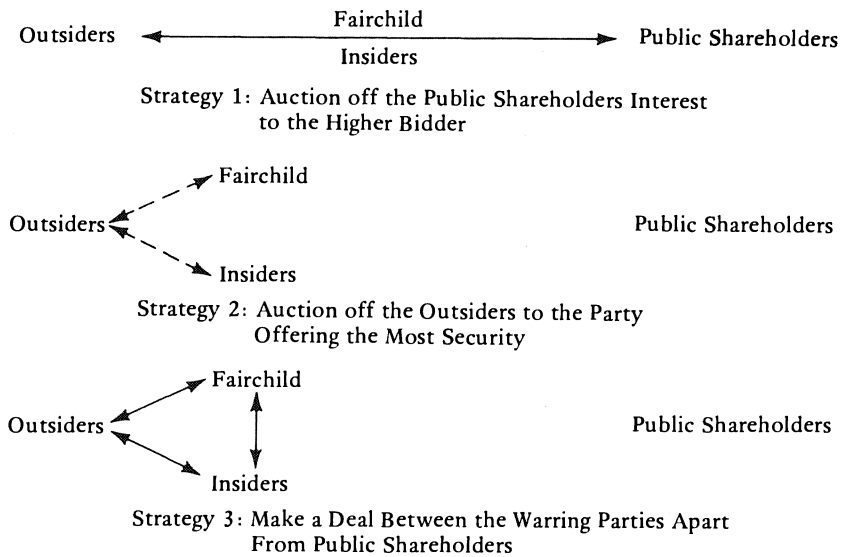 Fairchild
Outsiders
Public Shareholders
Insiders
Strategy 1: Auction off the Public Shareholders Interest
to the Higher Bidder
Fairchild
Outsiders
Public Shareholders
Insiders
Strategy 2: Auction off the Outsiders to the Party
Offering the Most Security
Fairchild
Outsiders
Public Shareholders
Insiders
Strategy 3: Make a Deal Between the Warring Parties Apart
From Public Shareholders